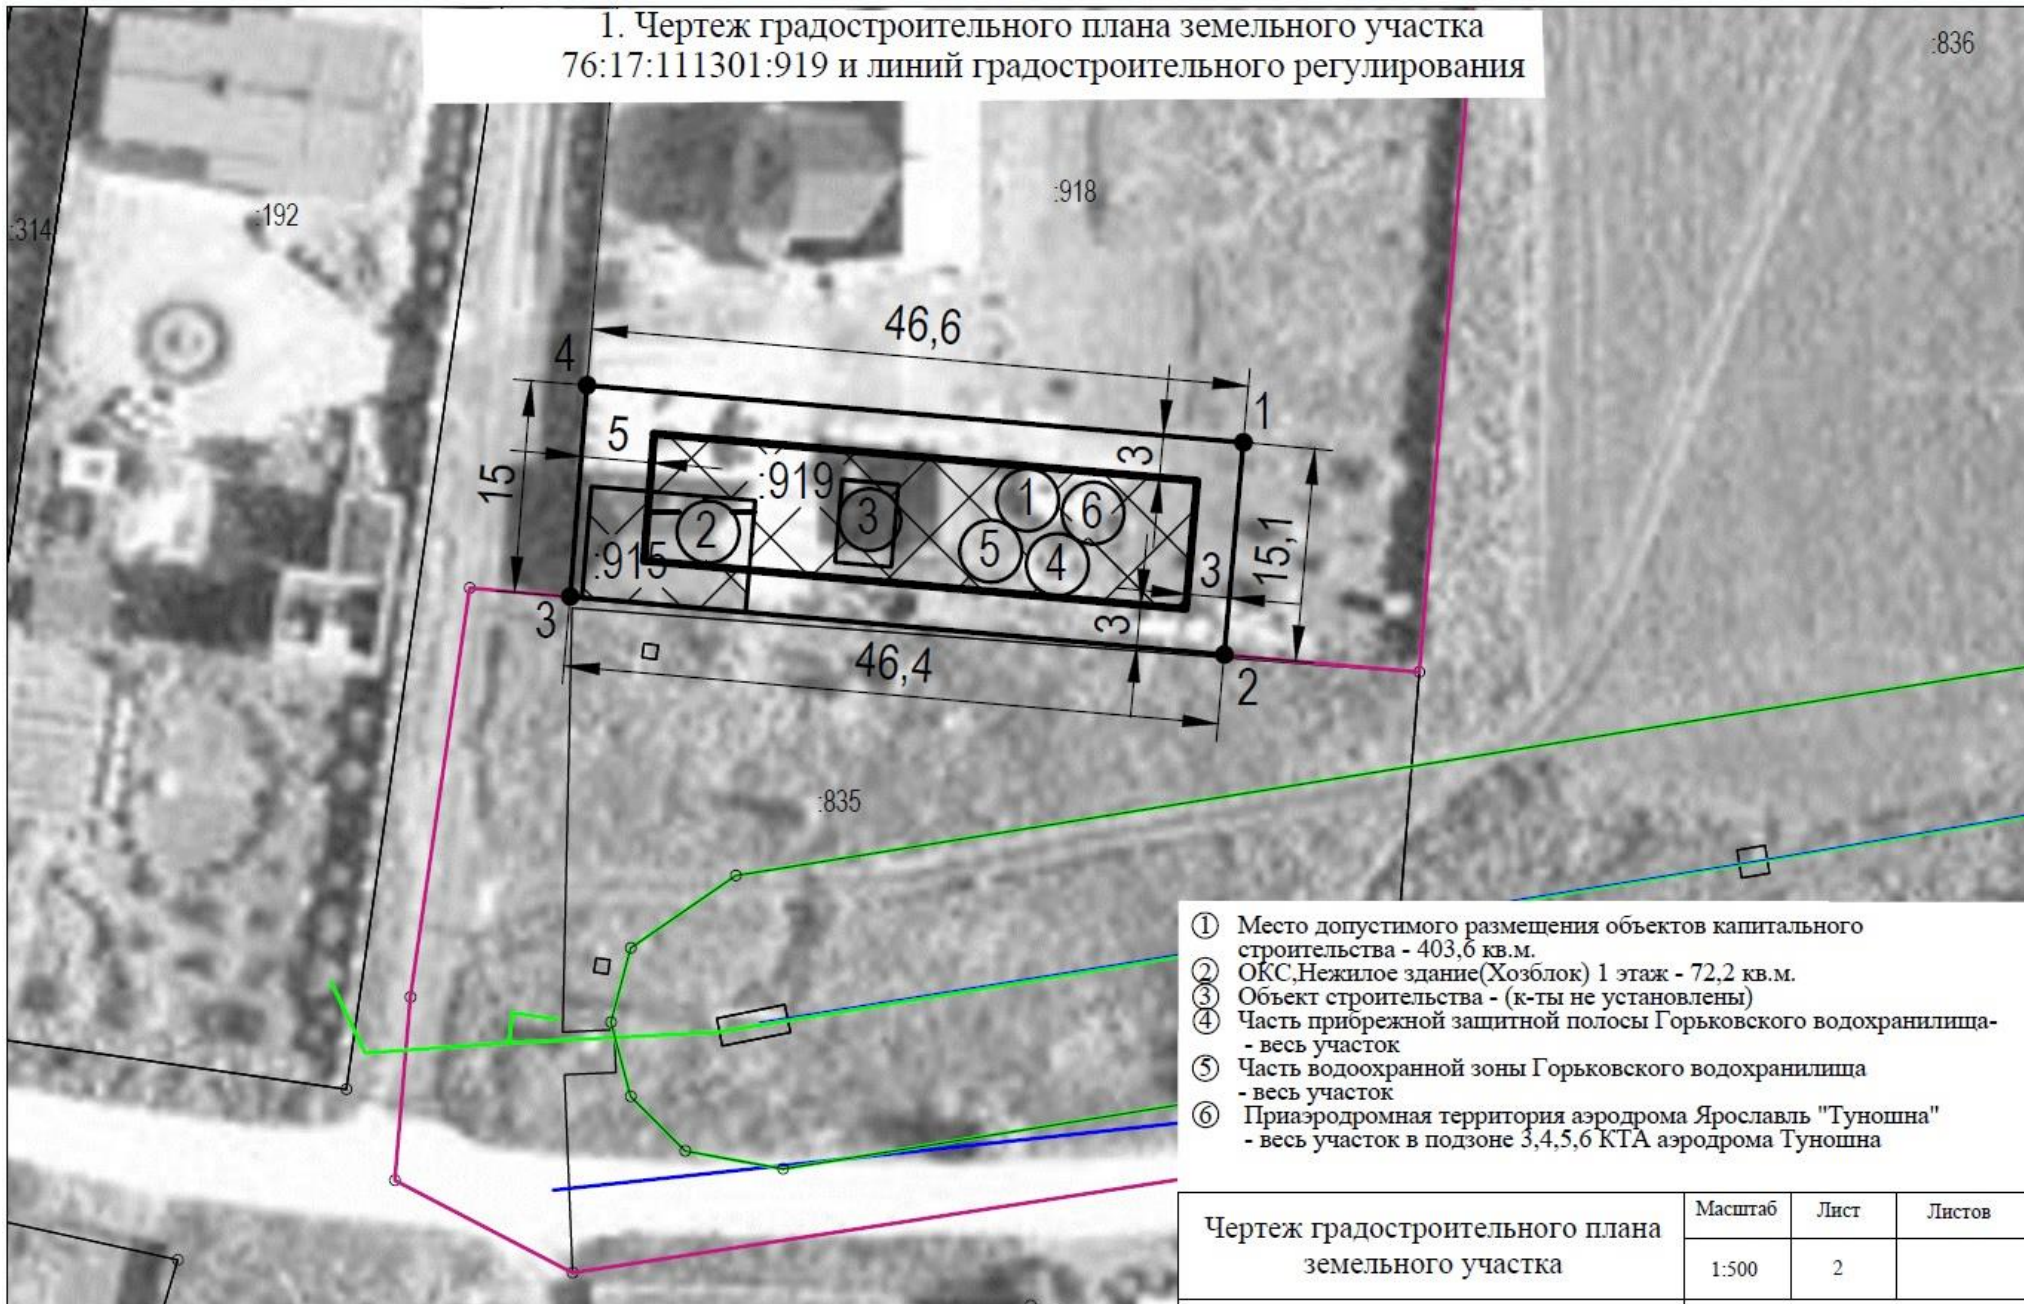 1. Чертеж градостроительного плана земельного участка
76:17:111301:919 и линий градостроительного регулирования
:836
:918
:192
:314
46,6
4
1
5
3
15
:919
1
6
3
2
5
4
3
15,1
:915
3
3
46,4
2
:835
1 Место допустимого размещения объектов капитального
строительства - 403,6 кв.м.
2 ОКС,Нежилое здание(Хозблок) 1 этаж - 72,2 кв.м.
3 Объект строительства - (к-ты не установлены)
4 Часть прибрежной защитной полосы Горьковского водохранилища-
- весь участок
5 Часть водоохранной зоны Горьковского водохранилища
- весь участок
6 Приаэродромная территория аэродрома Ярославль "Туношна"
- весь участок в подзоне 3,4,5,6 КТА аэродрома Туношна
Чертеж градостроительного плана
земельного участка
Масштаб Лист Листов
1:500 2